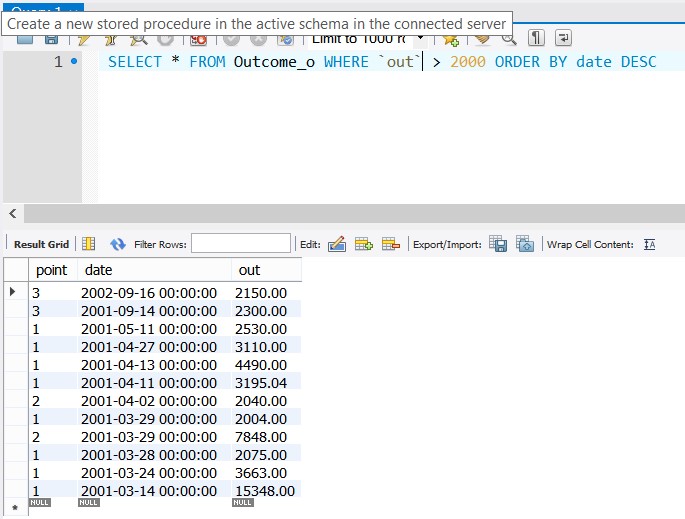 Query 1
Create a new stored procedure in the active schema in the connected server
Limit to 1000 ro
1 SELECT * FROM Outcome_o WHERE `out` > 2000 ORDER BY date DESC
Result Grid Filter Rows: Edit: Export/Import: Wrap Cell Content: IA
point date out
3 2002-09-16 00:00:00 2150.00
3 2001-09-14 00:00:00 2300.00
1 2001-05-11 00:00:00 2530.00
1 2001-04-27 00:00:00 3110.00
1 2001-04-13 00:00:00 4490.00
1 2001-04-11 00:00:00 3195.04
2 2001-04-02 00:00:00 2040.00
1 2001-03-29 00:00:00 2004.00
2 2001-03-29 00:00:00 7848.00
1 2001-03-28 00:00:00 2075.00
1 2001-03-24 00:00:00 3663.00
1 2001-03-14 00:00:00 15348.00
NULL NULL NULL